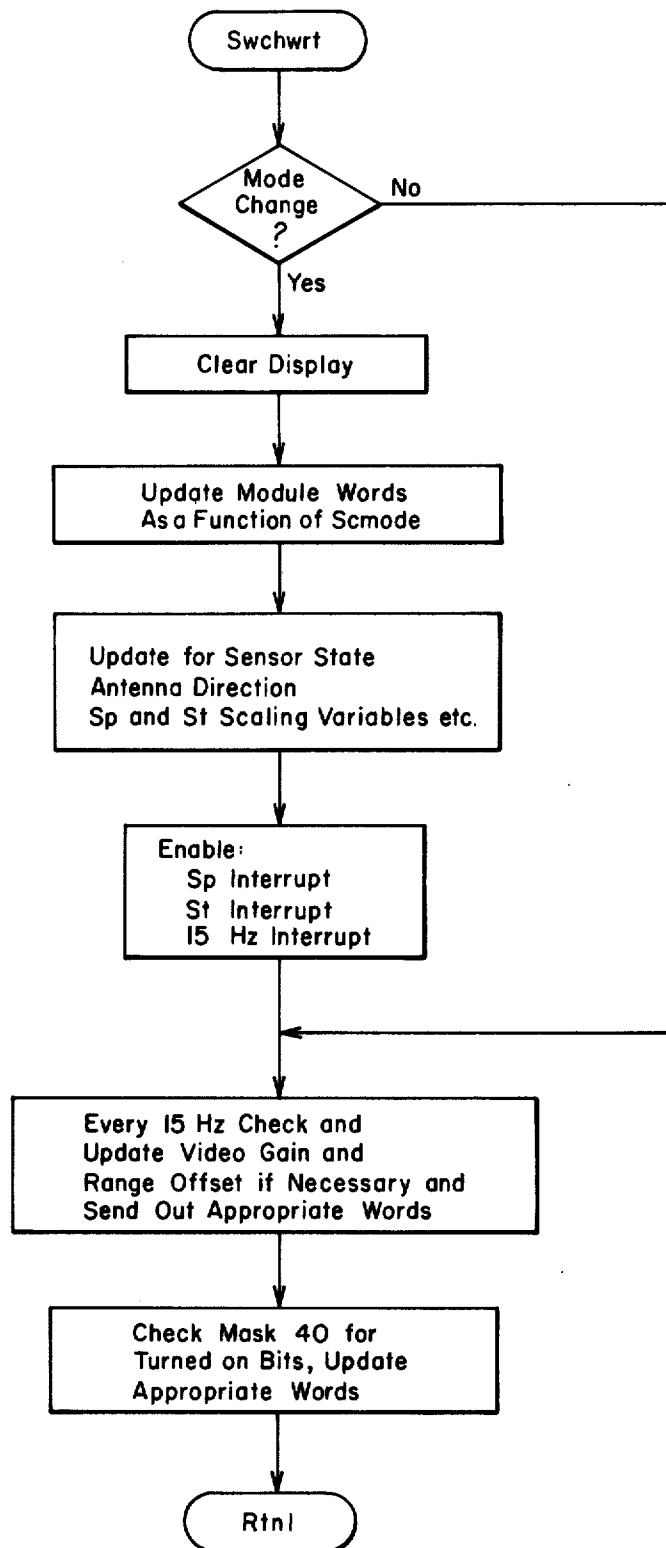 Swchwrt
Mode
Change
?
No
Yes
Clear Display
Update Module Words
As a Function of Scmode
Update for Sensor State
Antenna Direction
Sp and St Scaling Variables etc.
Enable:
Sp Interrupt
St Interrupt
15 Hz Interrupt
Every 15 Hz Check and
Update Video Gain and
Range Offset if Necessary and
Send Out Appropriate Words
Check Mask 40 for
Turned on Bits, Update
Appropriate Words
Rtnl